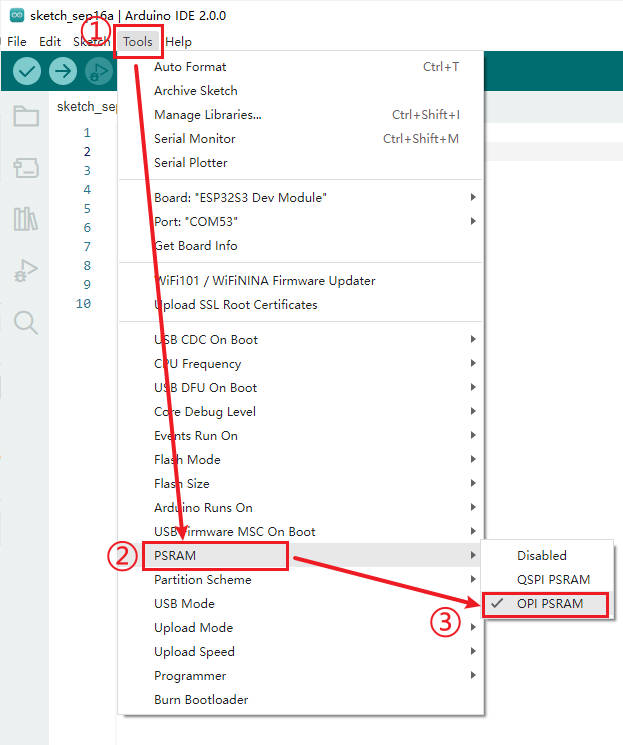 sketch_sep16a | Arduino IDE 2.0.0
①
File Edit Sketch Tools Help
sketch_sep
1
2
3
4
5
6
7
8
9
10
Auto Format Ctrl+T
Archive Sketch
Manage Libraries... Ctrl+Shift+I
Serial Monitor Ctrl+Shift+M
Serial Plotter
Board: "ESP32S3 Dev Module"
Port: "COM53"
Get Board Info
WiFi101 / WiFiNINA Firmware Updater
Upload SSL Root Certificates
USB CDC On Boot
CPU Frequency
USB DFU On Boot
Core Debug Level
Events Run On
Flash Mode
Flash Size
Arduino Runs On
USB Firmware MSC On Boot
② PSRAM
Partition Scheme
USB Mode
Upload Mode
Upload Speed
Programmer
Burn Bootloader
Disabled
QSPI PSRAM
OPI PSRAM
③